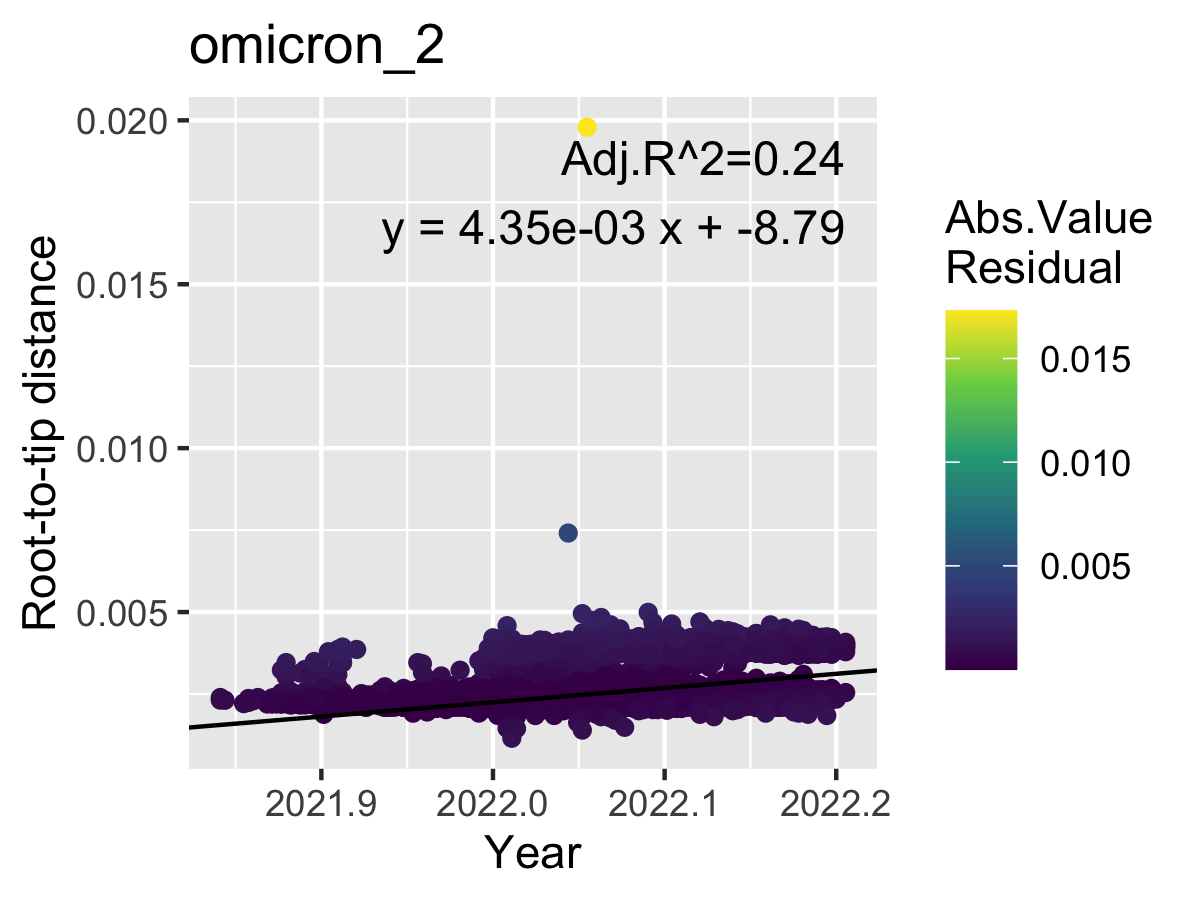 omicron_2
0.020
0.015
0.010
0.005
Root-to-tip distance
Adj.R^2=0.24
y = 4.35e-03 x + -8.79
2021.9
2022.0
2022.1
2022.2
Year
Abs.Value
Residual
0.015
0.010
0.005